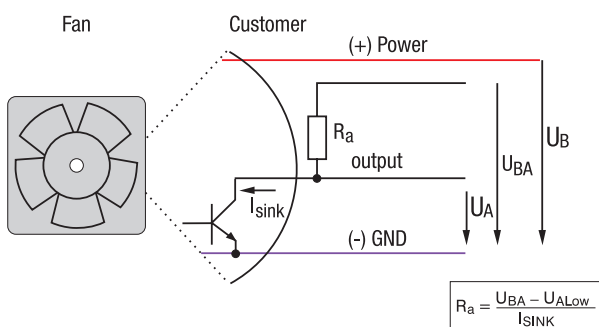 Fan
Customer
(+) Power
Ra
output
Isink
UA
UBA
UB
(-) GND
Ra = UBA – UALow
ISINK